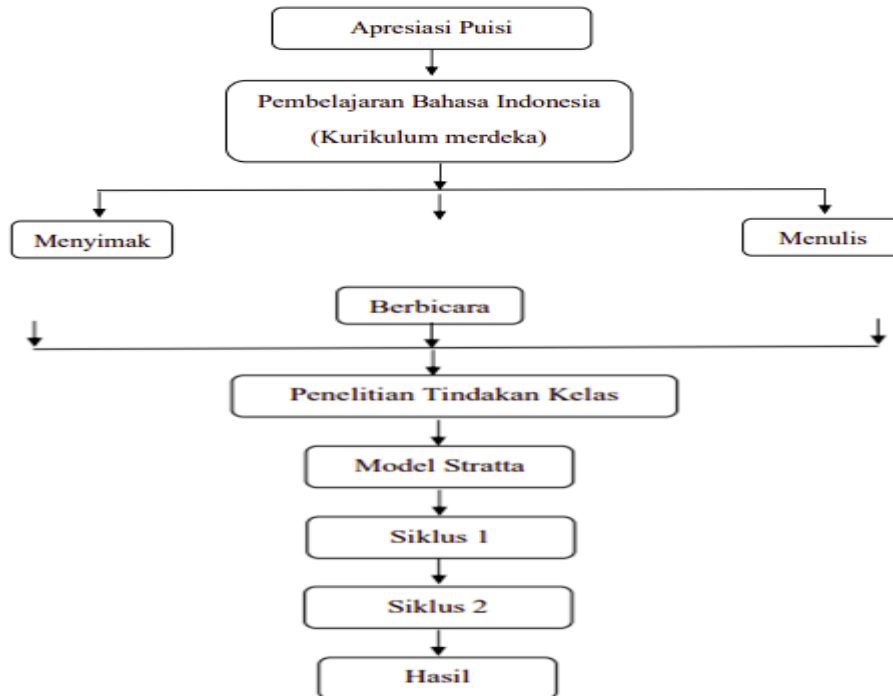 Apresiasi Puisi
Pembelajaran Bahasa Indonesia
(Kurikulum merdeka)
Menyimak
Menulis
Berbicara
Penelitian Tindakan Kelas
Model Stratta
Siklus 1
Siklus 2
Hasil